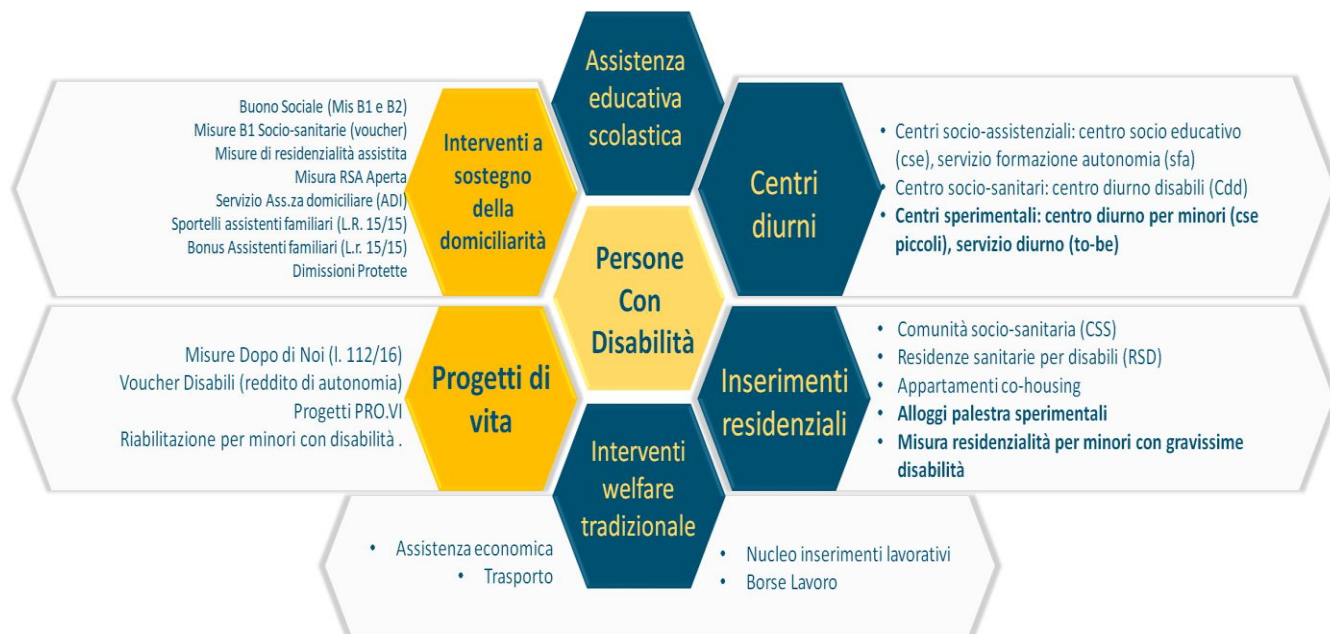 Assistenza
educativa
scolastica
Buono Sociale (Mis B1 e B2)
Misure B1 Socio-sanitarie (voucher)
Misure di residenzialità assistita
Misura RSA Aperta
Servizio Ass.za domiciliare (ADI)
Sportelli assistenti familiari (L.R. 15/15)
Bonus Assistenti familiari (L.r. 15/15)
Dimissioni Protette
Interventi a
sostegno
della
domiciliarità
Centri
diurni
• Centri socio-assistenziali: centro socio educativo
(cse), servizio formazione autonomia (sfa)
• Centro socio-sanitari: centro diurno disabili (Cdd)
• Centri sperimentali: centro diurno per minori (cse
piccoli), servizio diurno (to-be)
Persone
Con
Disabilità
Misure Dopo di Noi (l. 112/16)
Voucher Disabili (reddito di autonomia)
Progetti PRO.VI
Riabilitazione per minori con disabilità .
Progetti di
vita
Inserimenti
residenziali
• Comunità socio-sanitaria (CSS)
• Residenze sanitarie per disabili (RSD)
• Appartamenti co-housing
• Alloggi palestra sperimentali
• Misura residenzialità per minori con gravissime
disabilità
Interventi
welfare
tradizionale
• Assistenza economica
• Trasporto
• Nucleo inserimenti lavorativi
• Borse Lavoro